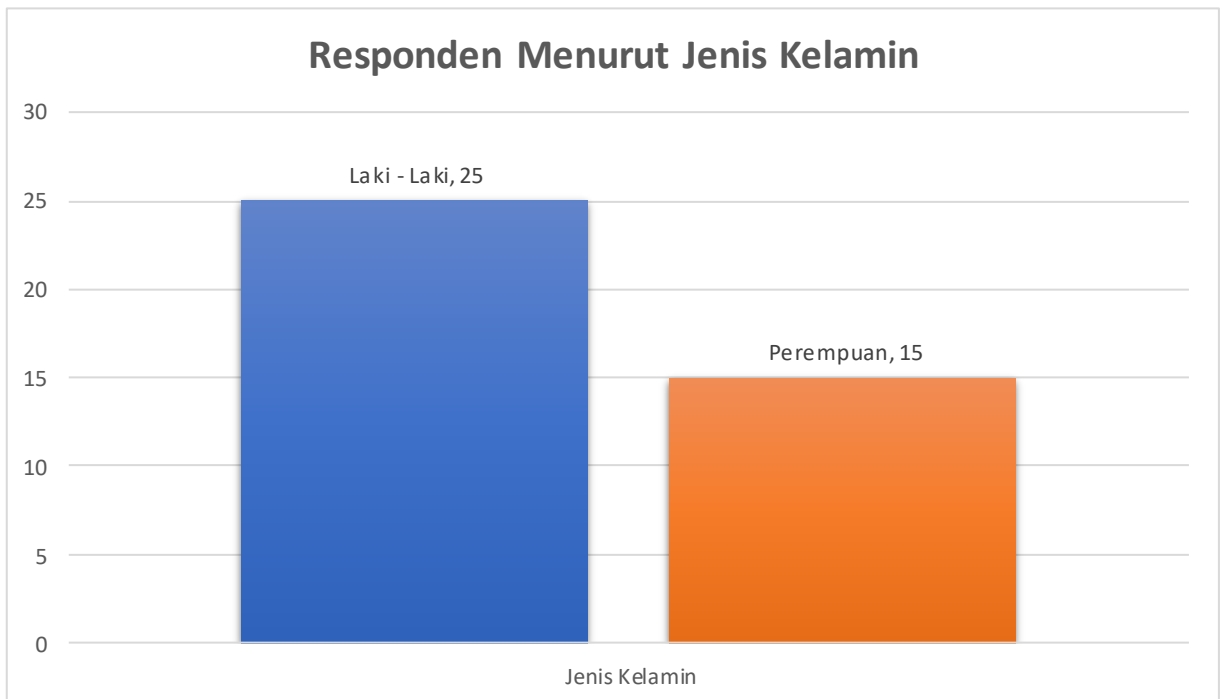 Responden Menurut Jenis Kelamin
30
Laki - Laki, 25
25
20
Perempuan, 15
15
10
5
0
Jenis Kelamin